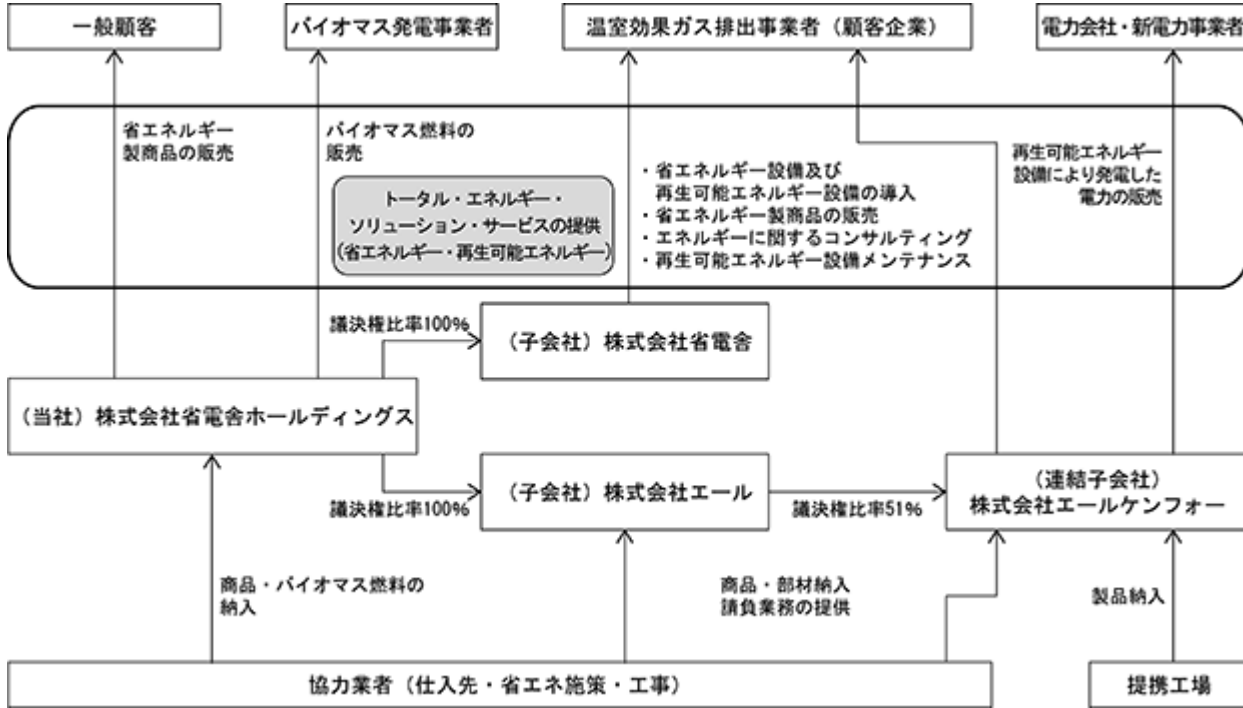 一般顧客
バイオマス発電事業者
温室効果ガス排出事業者（顧客企業）
電力会社・新電力事業者
省エネルギー
製商品の販売
バイオマス燃料の
販売
トータル・エネルギー・
ソリューション・サービスの提供
(省エネルギー・再生可能エネルギー)
・省エネルギー設備及び
再生可能エネルギー設備の導入
・省エネルギー製商品の販売
・エネルギーに関するコンサルティング
・再生可能エネルギー設備メンテナンス
再生可能エネルギー
設備により発電した
電力の販売
議決権比率100%
（子会社）株式会社省電舎
（当社）株式会社省電舎ホールディングス
議決権比率100%
（子会社）株式会社エール
議決権比率51%
（連結子会社）
株式会社エールケンフォー
商品・バイオマス燃料の
納入
商品・部材納入
請負業務の提供
製品納入
協力業者（仕入先・省エネ施策・工事）
提携工場